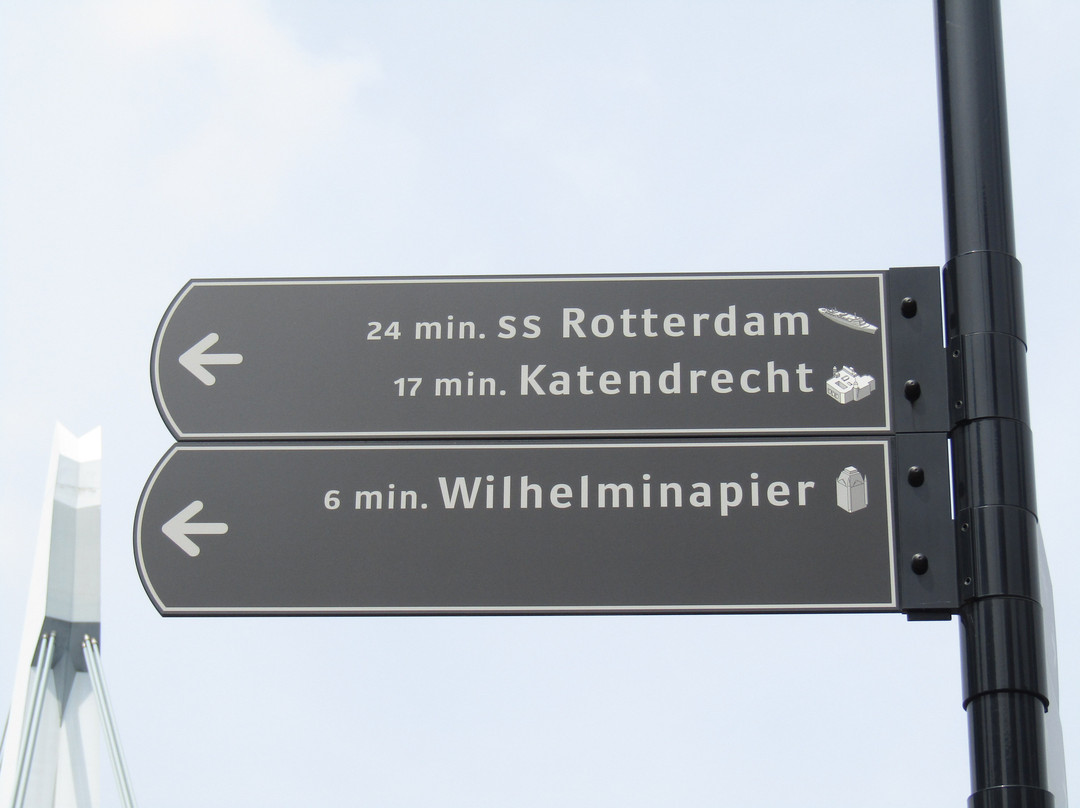 24 min. ss Rotterdam
17 min. Katendrecht
6 min. Wilhelminapier